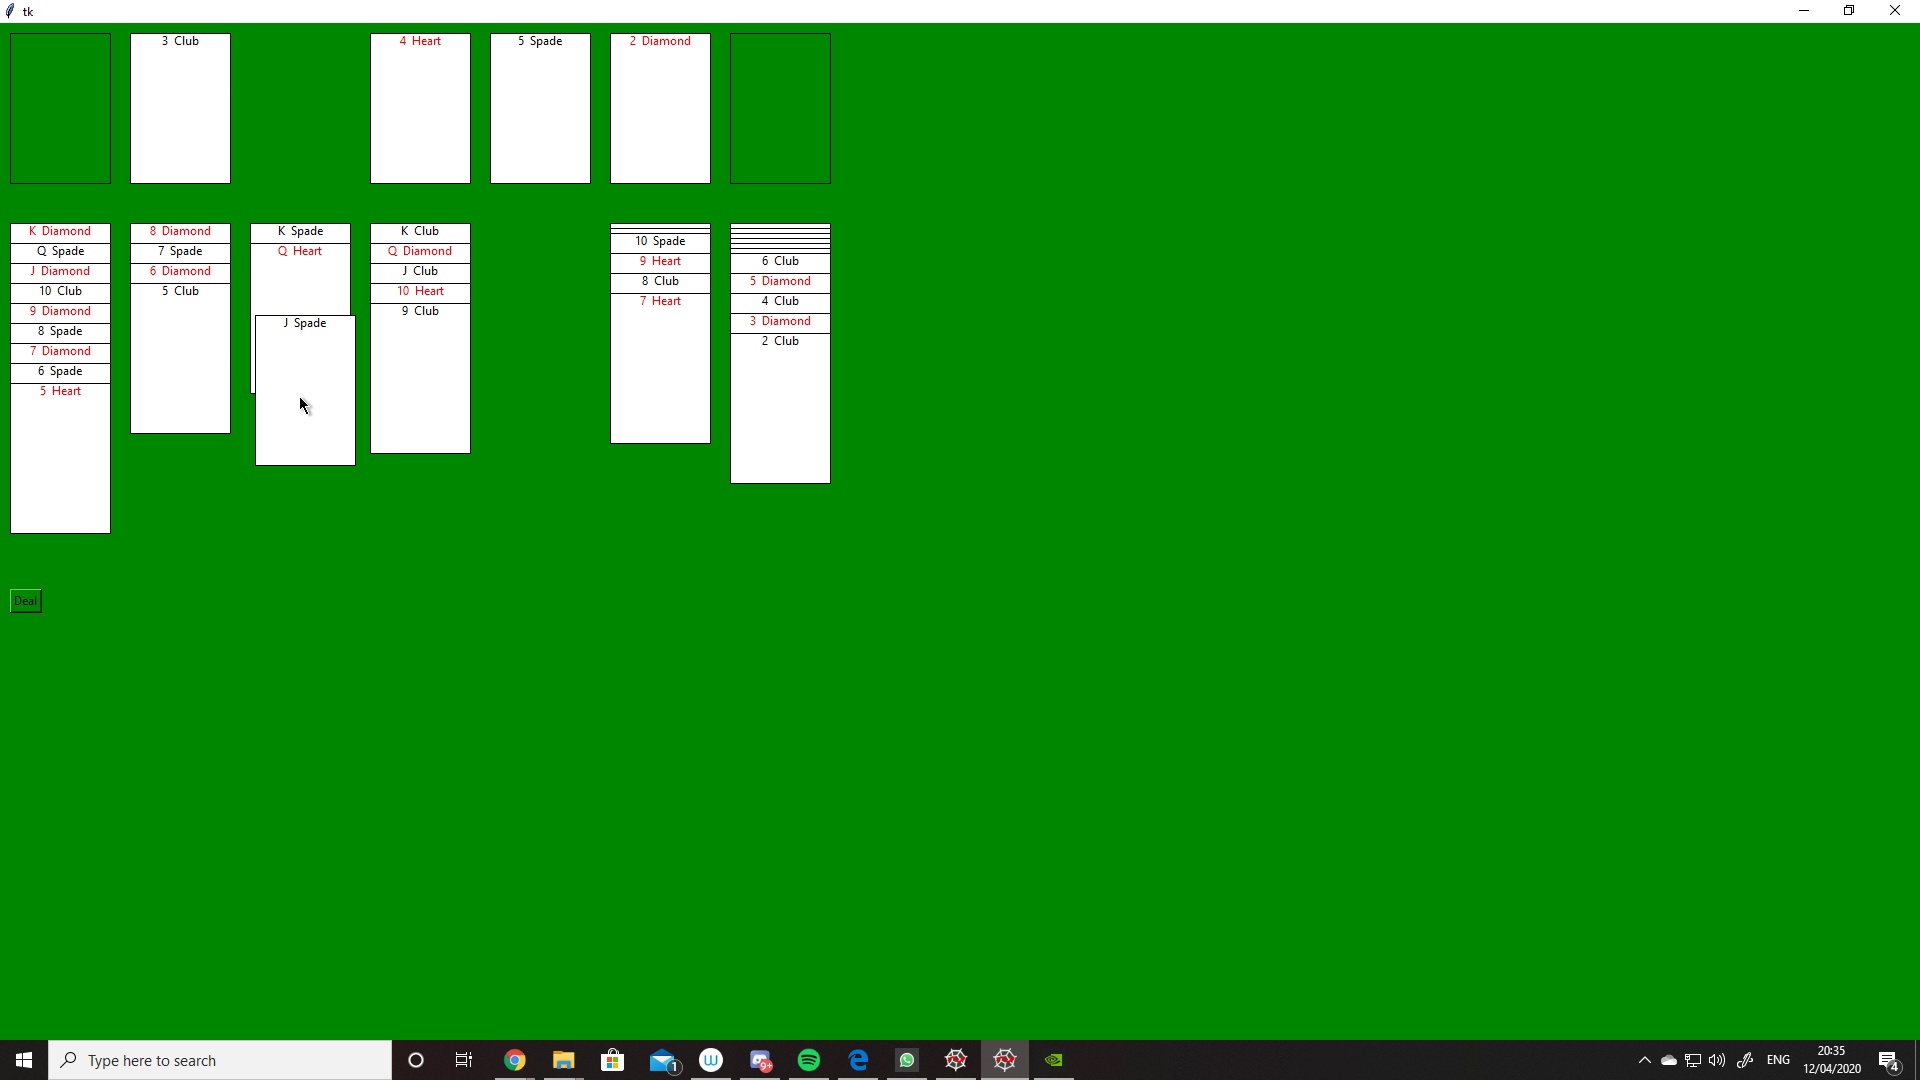 tk
3 Club
4 Heart
5 Spade
2 Diamond
K Diamond
Q Spade
J Diamond
10 Club
9 Diamond
8 Spade
7 Diamond
6 Spade
5 Heart
8 Diamond
7 Spade
6 Diamond
5 Club
K Spade
Q Heart
J Spade
K Club
Q Diamond
J Club
10 Heart
9 Club
10 Spade
9 Heart
8 Club
7 Heart
6 Club
5 Diamond
4 Club
3 Diamond
2 Club
Deal
Type here to search
1
W
9+
ENG
20:35
12/04/2020
4